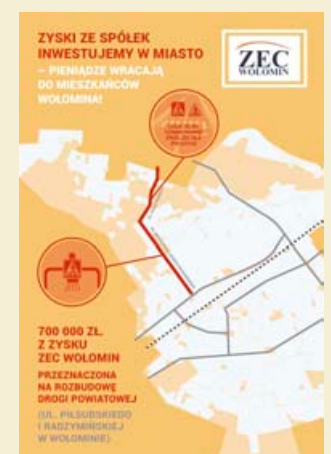 ZYSKI ZE SPÓŁEK
INWESTUJEMY W MIASTO
– PIENIĄDZE WRACAJĄ
DO MIESZKAŃCÓW
WOŁOMINA!
ZEC
WOŁOMIN
700 000 ZŁ.
Z ZYSKU
ZEC WOŁOMIN
PRZEZNACZONA
NA ROZBUDOWĘ
DROGI POWIATOWEJ
(UL. PIŁSUDSKIEGO
I RADZYMIŃSKIEJ
W WOŁOMINIE).